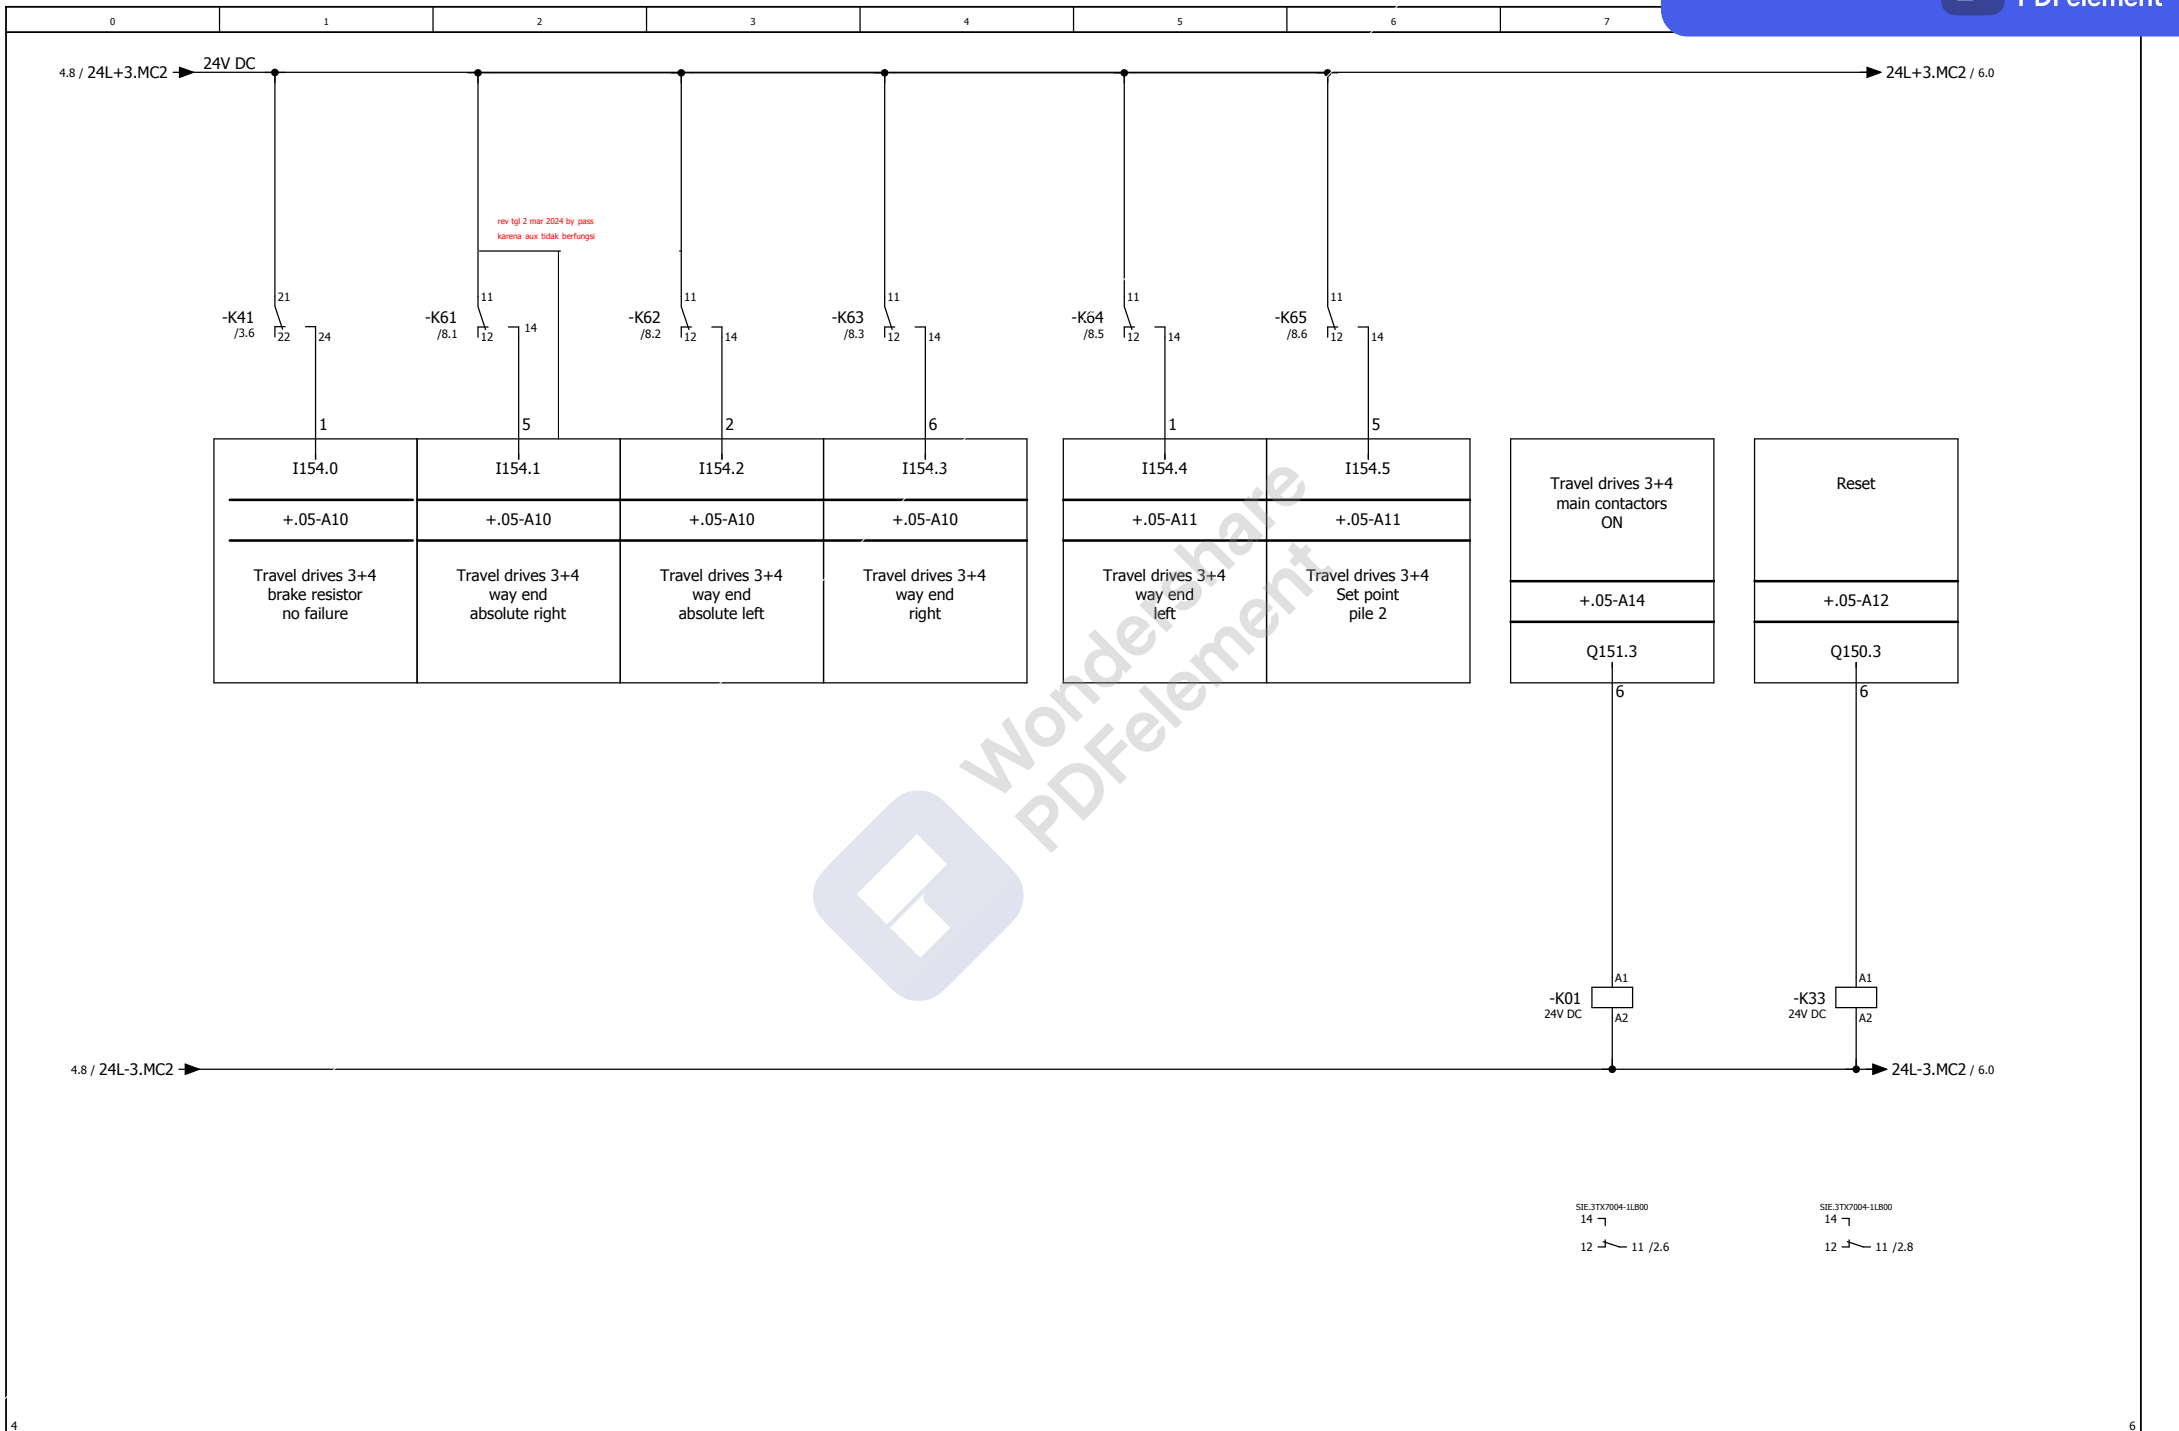 0 1 2 3 4 5 6 7
PDFelement
4.8 / 24L+3.MC2 24V DC 24L+3.MC2 / 6.0
rev tgl 2 mar 2024 by pass
karena aux tidak berfungsi
21 11 11 11 11 11
-K41 -K61 -K62 -K63 -K64 -K65
/3.6 /8.1 /8.2 /8.3 /8.5 /8.6
22 24 12 14 12 14 12 14 12 14 12 14
1 5 2 6 1 5
I154.0 I154.1 I154.2 I154.3 I154.4 I154.5
+.05-A10 +.05-A10 +.05-A10 +.05-A10 +.05-A11 +.05-A11
Travel drives 3+4
brake resistor
no failure
Travel drives 3+4
way end
absolute right
Travel drives 3+4
way end
absolute left
Travel drives 3+4
way end
right
Travel drives 3+4
way end
left
Travel drives 3+4
Set point
pile 2
Travel drives 3+4
main contactors
ON
+.05-A14
Q151.3
6
Reset
+.05-A12
Q150.3
6
Wondershare
PDFelement
A1
-K01
24V DC
A2
A1
-K33
24V DC
A2
4.8 / 24L-3.MC2 24L-3.MC2 / 6.0
SIE.3TX7004-1LB00
14
12 11 /2.6
SIE.3TX7004-1LB00
14
12 11 /2.8
4 6